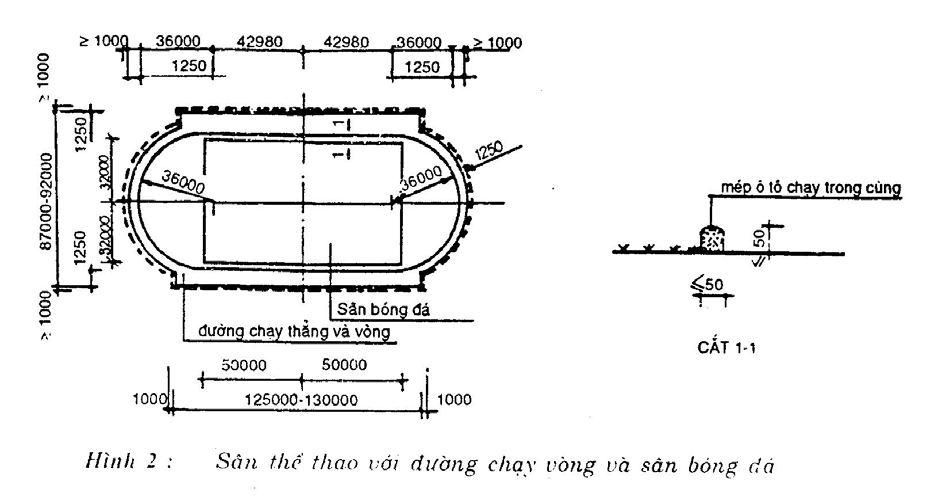 ≥ 1000 36000 42980 42980 36000 ≥ 1000
1250 1250
≥ 1000
1250
32000
87000-92000
32000
1250
≥ 1000
1
1
1250
36000
36000
Sân bóng đá
đường chạy thẳng và vòng
50000 50000
1000 125000-130000 1000
mép ô tô chạy trong cùng
50
≤50
CẮT 1-1
Hình 2 : Sân thể thao với đường chạy vòng và sân bóng đá